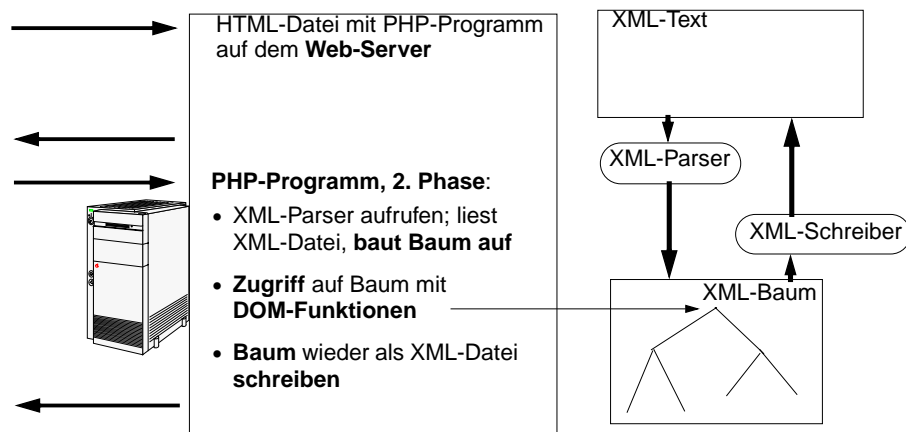 HTML-Datei mit PHP-Programm
auf dem Web-Server
PHP-Programm, 2. Phase:
• XML-Parser aufrufen; liest
XML-Datei, baut Baum auf
• Zugriff auf Baum mit
DOM-Funktionen
• Baum wieder als XML-Datei
schreiben
XML-Text
XML-Parser
XML-Schreiber
XML-Baum